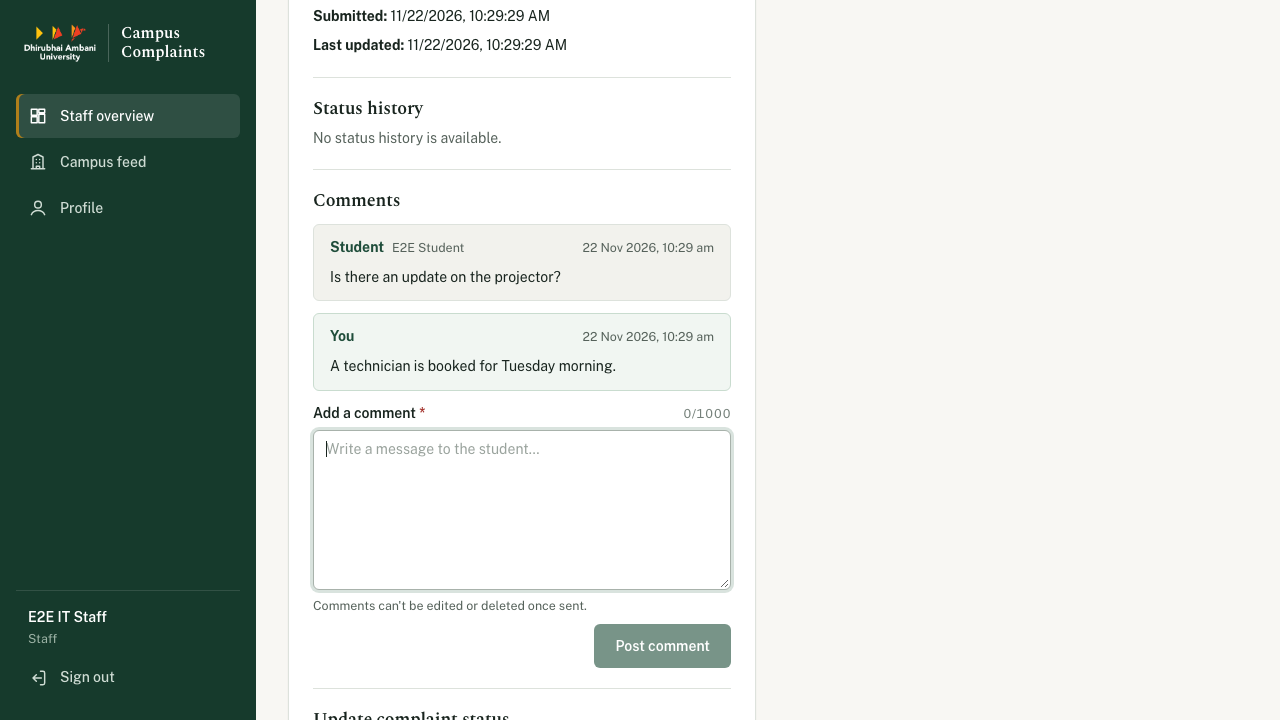 Dhirubhai Ambani
University
Campus
Complaints
Staff overview
Campus feed
Profile
E2E IT Staff
Staff
Sign out
Submitted: 11/22/2026, 10:29:29 AM
Last updated: 11/22/2026, 10:29:29 AM
Status history
No status history is available.
Comments
Student E2E Student 22 Nov 2026, 10:29 am
Is there an update on the projector?
You 22 Nov 2026, 10:29 am
A technician is booked for Tuesday morning.
Add a comment * 0/1000
Write a message to the student...
Comments can't be edited or deleted once sent.
Post comment
Update complaint status